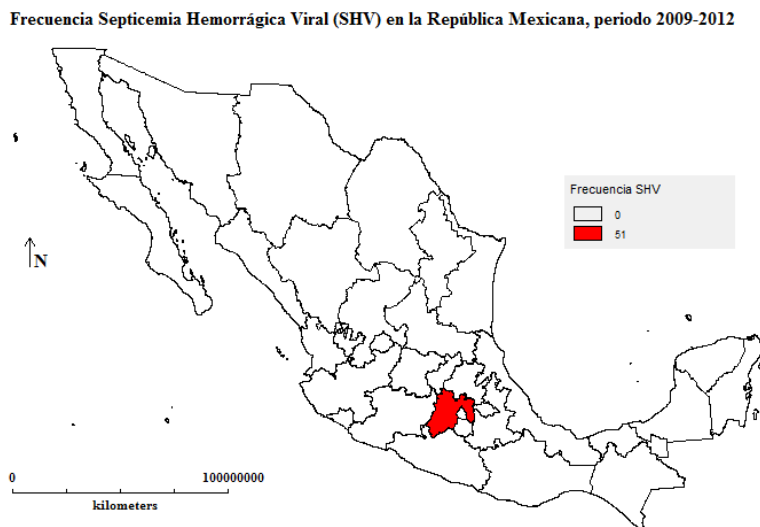 Frecuencia Septicemia Hemorrágica Viral (SHV) en la República Mexicana, periodo 2009-2012
Frecuencia SHV
0
51
N
0 100000000
kilometers